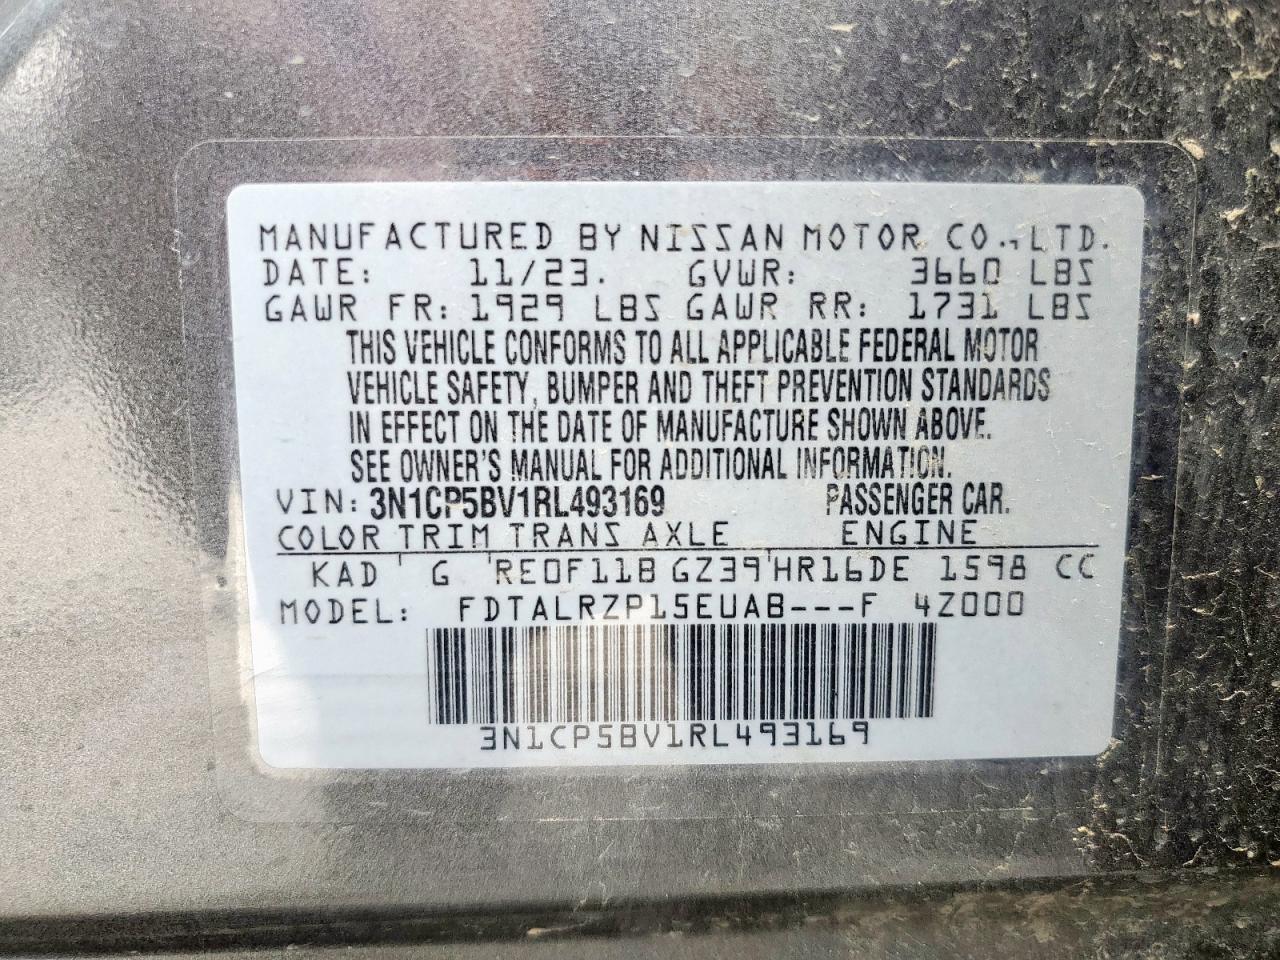 MANUFACTURED BY NISSAN MOTOR CO., LTD.
DATE: 11/23. GVWR: 3660 LBS
GAWR FR: 1929 LBS GAWR RR: 1731 LBS
THIS VEHICLE CONFORMS TO ALL APPLICABLE FEDERAL MOTOR
VEHICLE SAFETY, BUMPER AND THEFT PREVENTION STANDARDS
IN EFFECT ON THE DATE OF MANUFACTURE SHOWN ABOVE.
SEE OWNER'S MANUAL FOR ADDITIONAL INFORMATION.
VIN: 3N1CP5BV1RL493169 PASSENGER CAR.
COLOR TRIM TRANS AXLE ENGINE
KAD G RE0F11B GZ39 HR16DE 1598 CC
MODEL: FDTALRZP15EUAB---F 4Z000
3N1CP5BV1RL493169